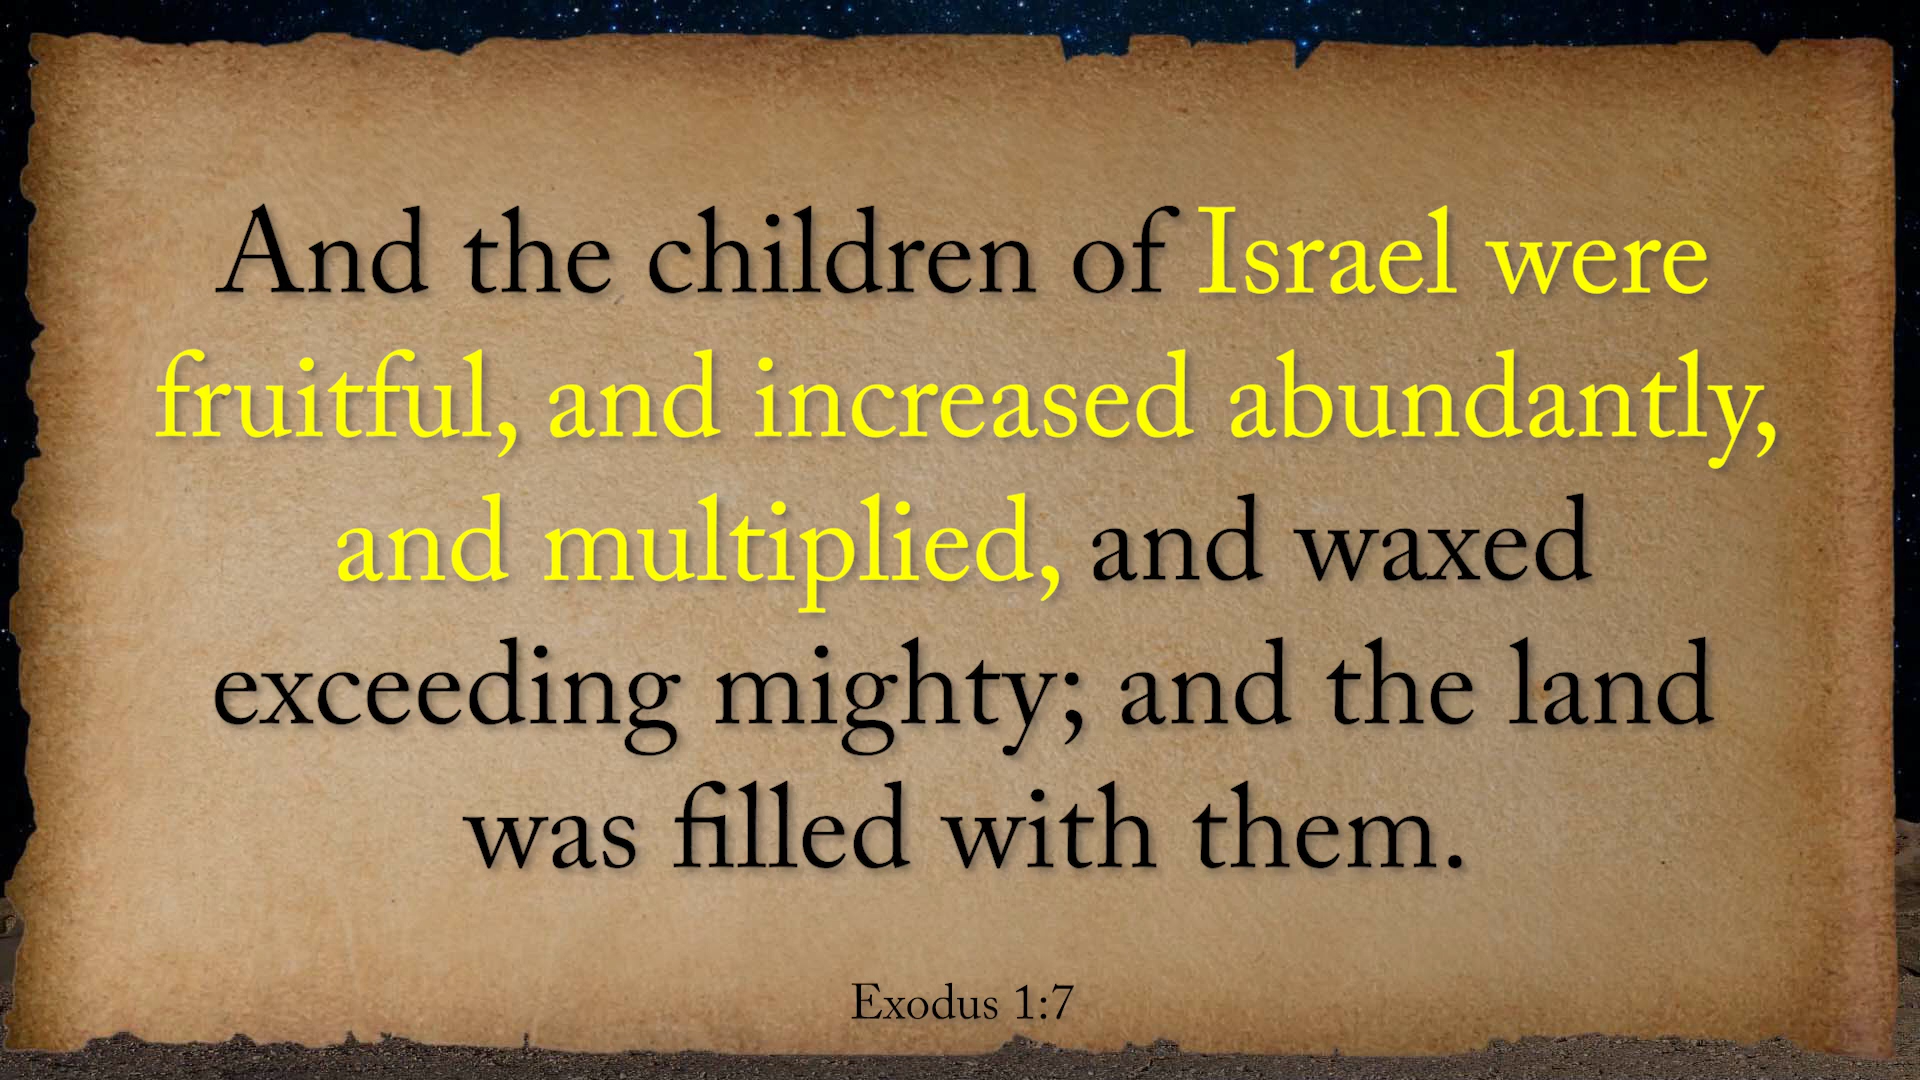 And the children of Israel were
fruitful, and increased abundantly,
and multiplied, and waxed
exceeding mighty; and the land
was filled with them.
Exodus 1:7